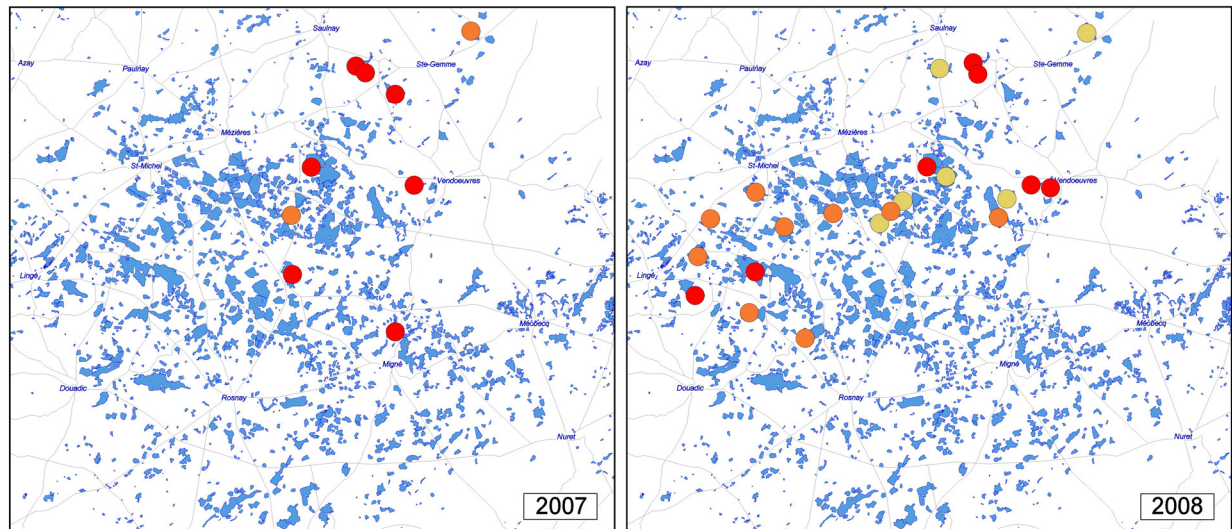 Saulnay
Azay
Paulnay
Ste-Gemme
Mézières
St-Michel
Vendoeuvres
Lingé
Méobecq
Migné
Douadic
Rosnay
Nuret
2007
Saulnay
Azay
Paulnay
Ste-Gemme
Mézières
St-Michel
Vendoeuvres
Lingé
Méobecq
Migné
Douadic
Rosnay
Nuret
2008